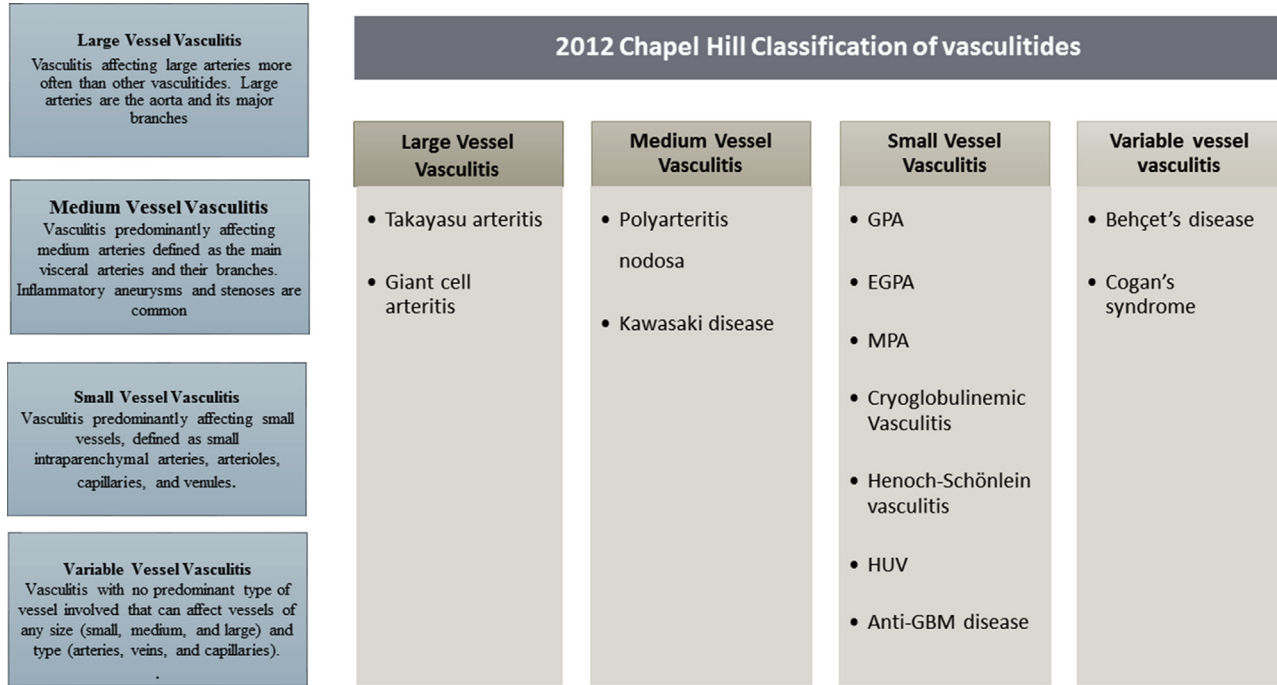 Large Vessel Vasculitis
Vasculitis affecting large arteries more
often than other vasculitides. Large
arteries are the aorta and its major
branches
Medium Vessel Vasculitis
Vasculitis predominantly affecting
medium arteries defined as the main
visceral arteries and their branches.
Inflammatory aneurysms and stenoses are
common
Small Vessel Vasculitis
Vasculitis predominantly affecting small
vessels, defined as small
intraparenchymal arteries, arterioles,
capillaries, and venules.
Variable Vessel Vasculitis
Vasculitis with no predominant type of
vessel involved that can affect vessels of
any size (small, medium, and large) and
type (arteries, veins, and capillaries).
.
2012 Chapel Hill Classification of vasculitides
Large Vessel
Vasculitis
• Takayasu arteritis
• Giant cell
arteritis
Medium Vessel
Vasculitis
• Polyarteritis
nodosa
• Kawasaki disease
Small Vessel
Vasculitis
• GPA
• EGPA
• MPA
• Cryoglobulinemic
Vasculitis
• Henoch-Schönlein
vasculitis
• HUV
• Anti-GBM disease
Variable vessel
vasculitis
• Behçet's disease
• Cogan's
syndrome